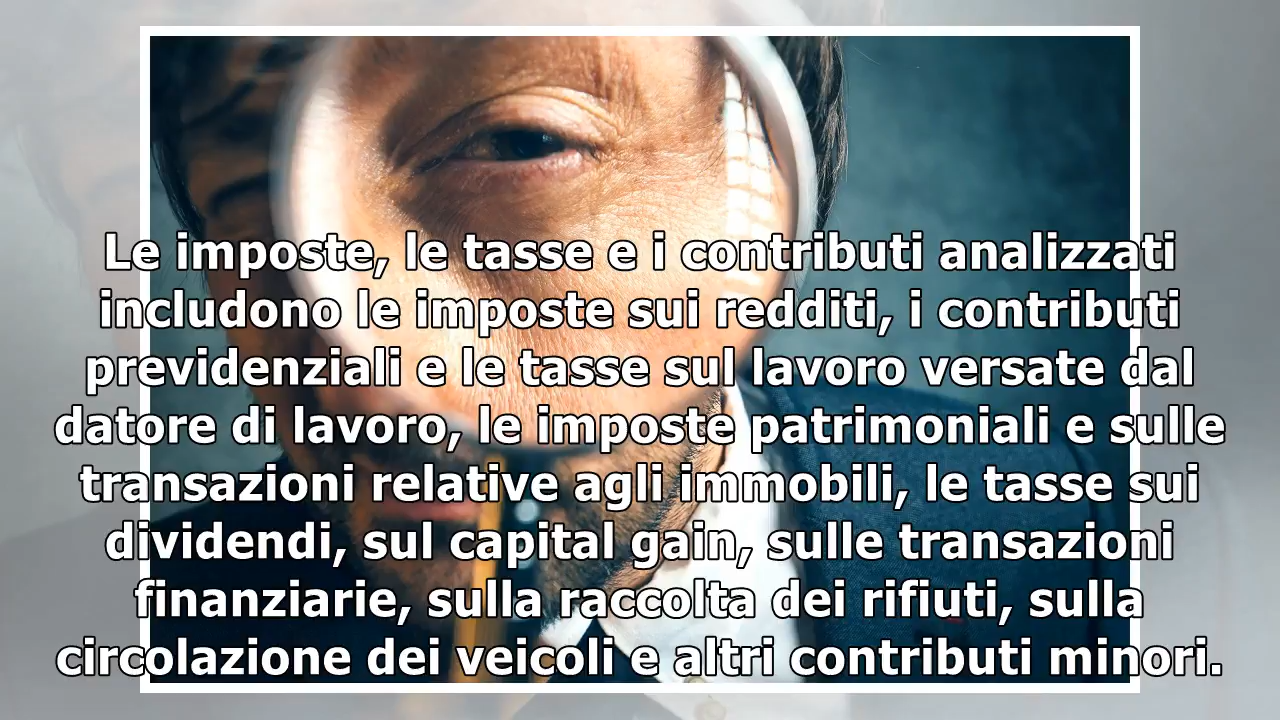 Le imposte, le tasse e i contributi analizzati
includono le imposte sui redditi, i contributi
previdenziali e le tasse sul lavoro versate dal
datore di lavoro, le imposte patrimoniali e sulle
transazioni relative agli immobili, le tasse sui
dividendi, sul capital gain, sulle transazioni
finanziarie, sulla raccolta dei rifiuti, sulla
circolazione dei veicoli e altri contributi minori.